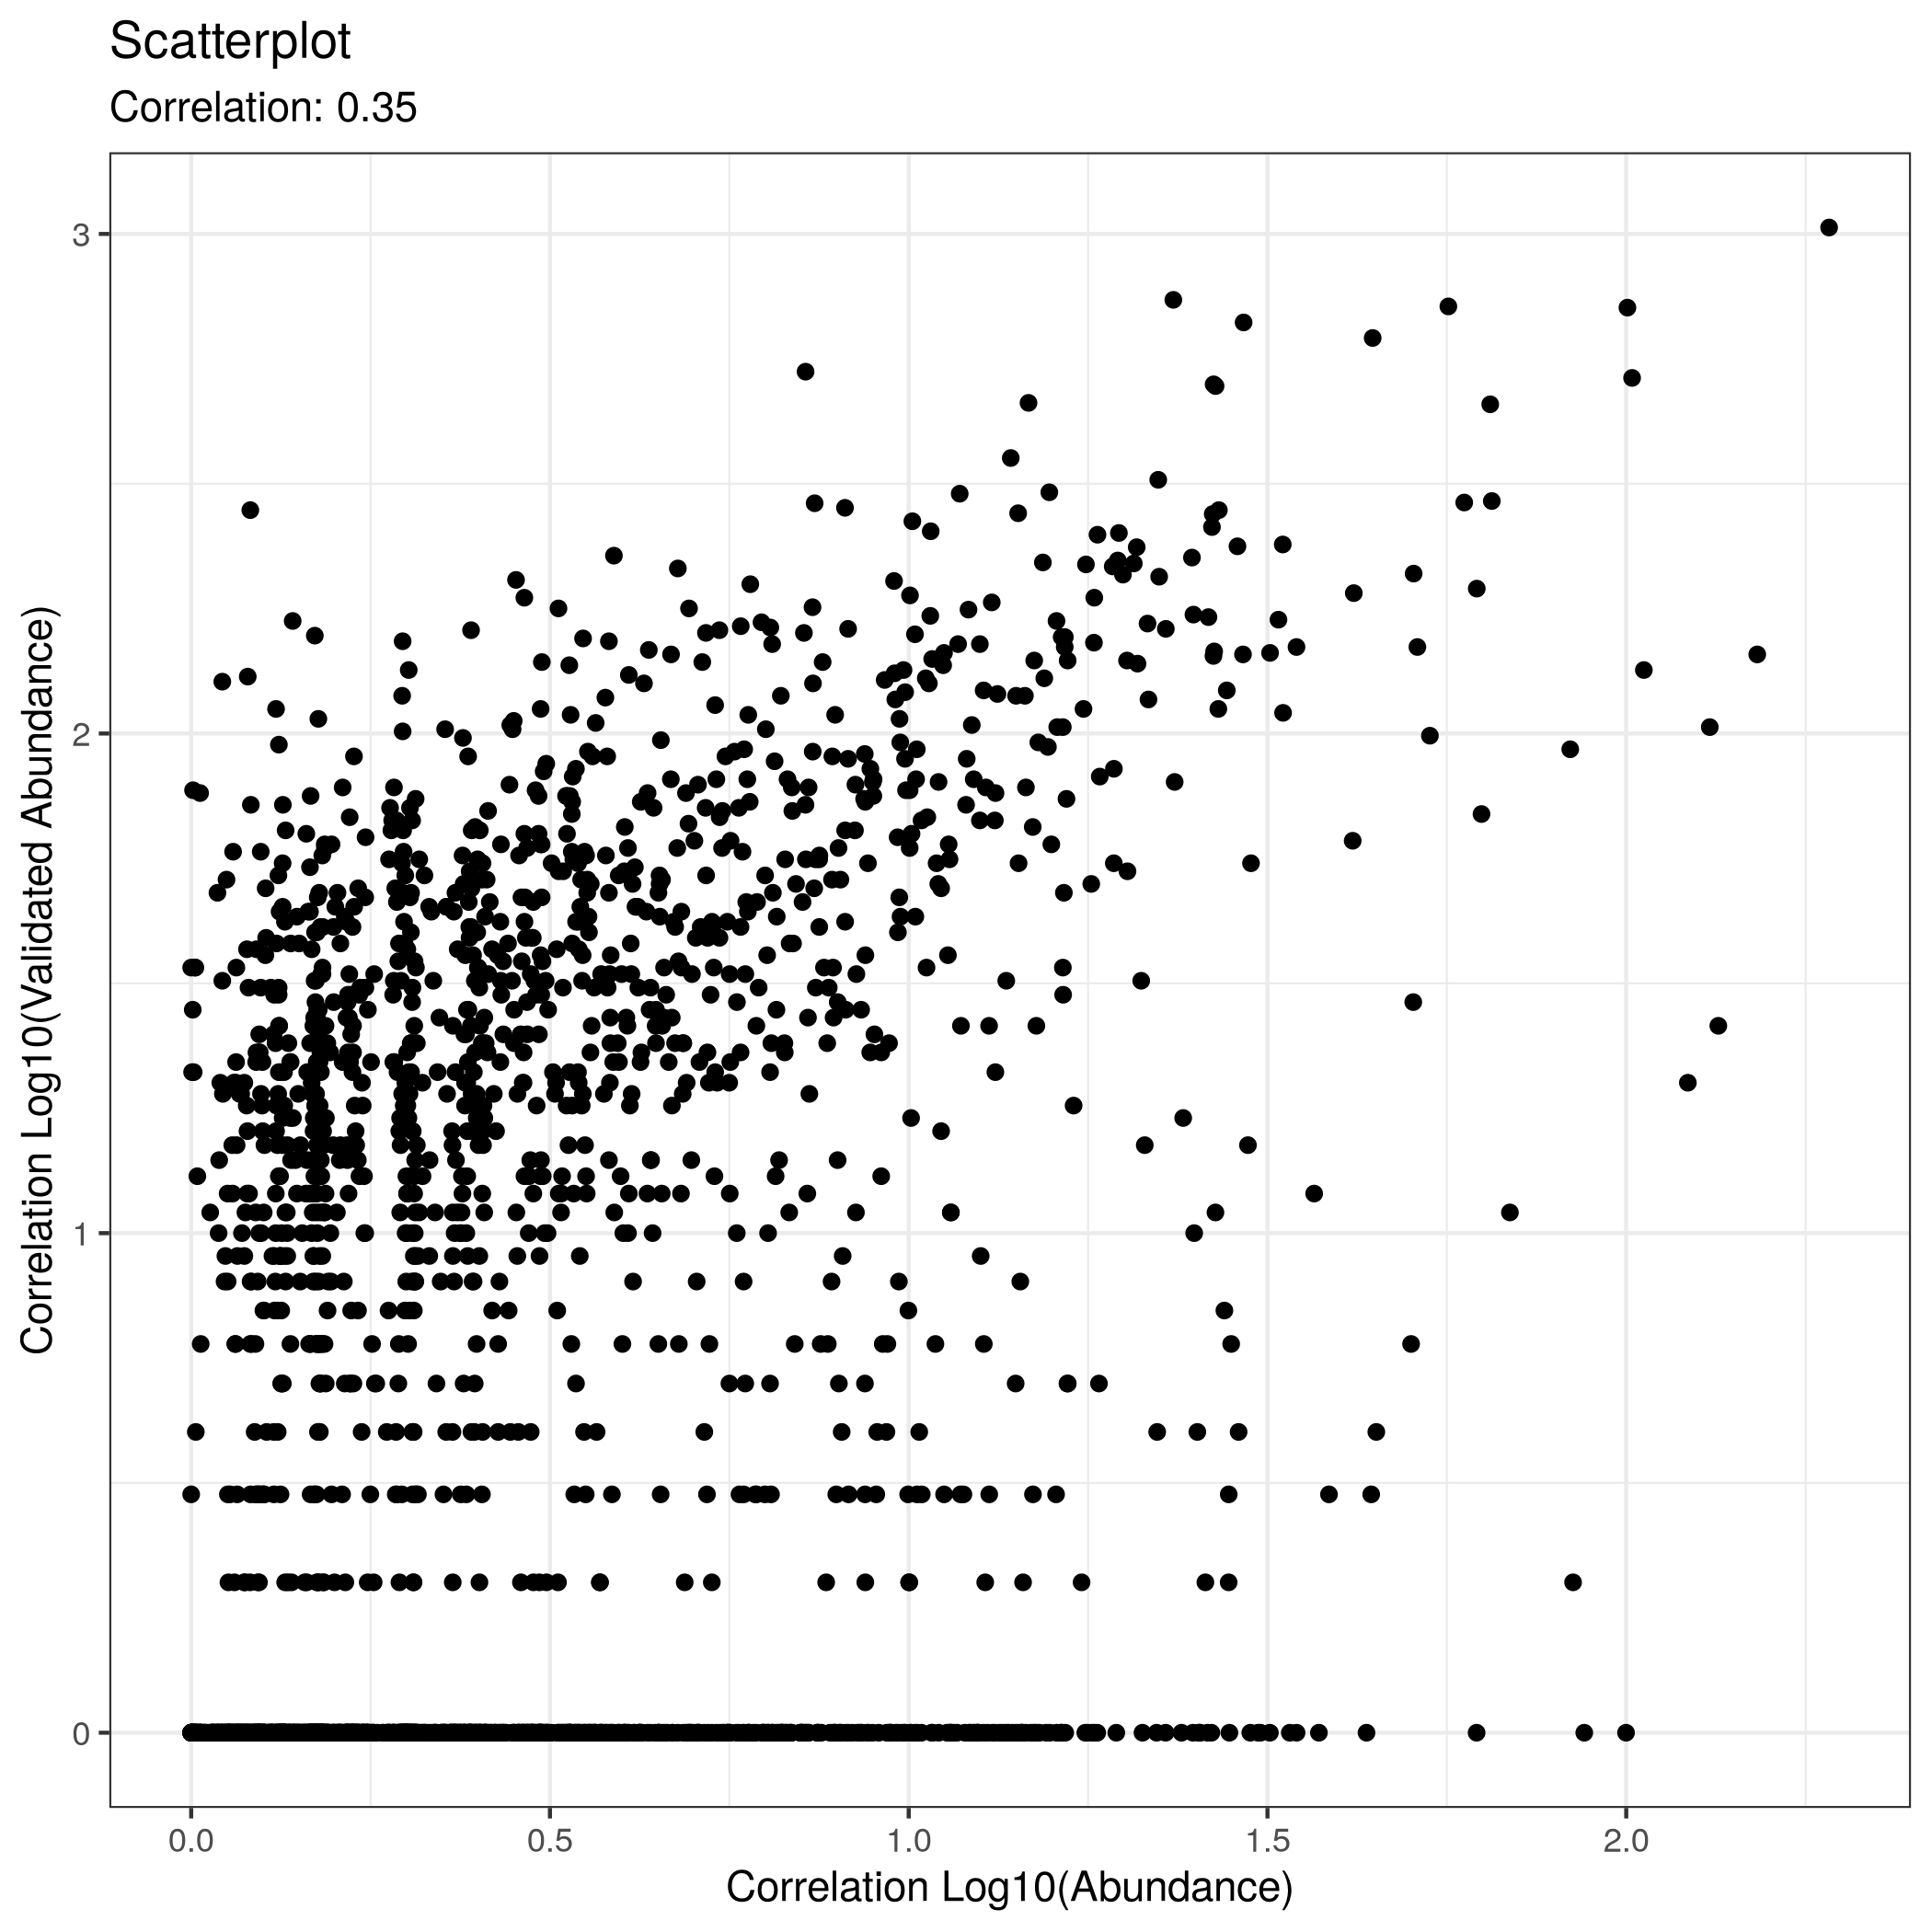 Scatterplot
Correlation: 0.35
3
2
1
0
Correlation Log10(Validated Abundance)
0.0 0.5 1.0 1.5 2.0
Correlation Log10(Abundance)